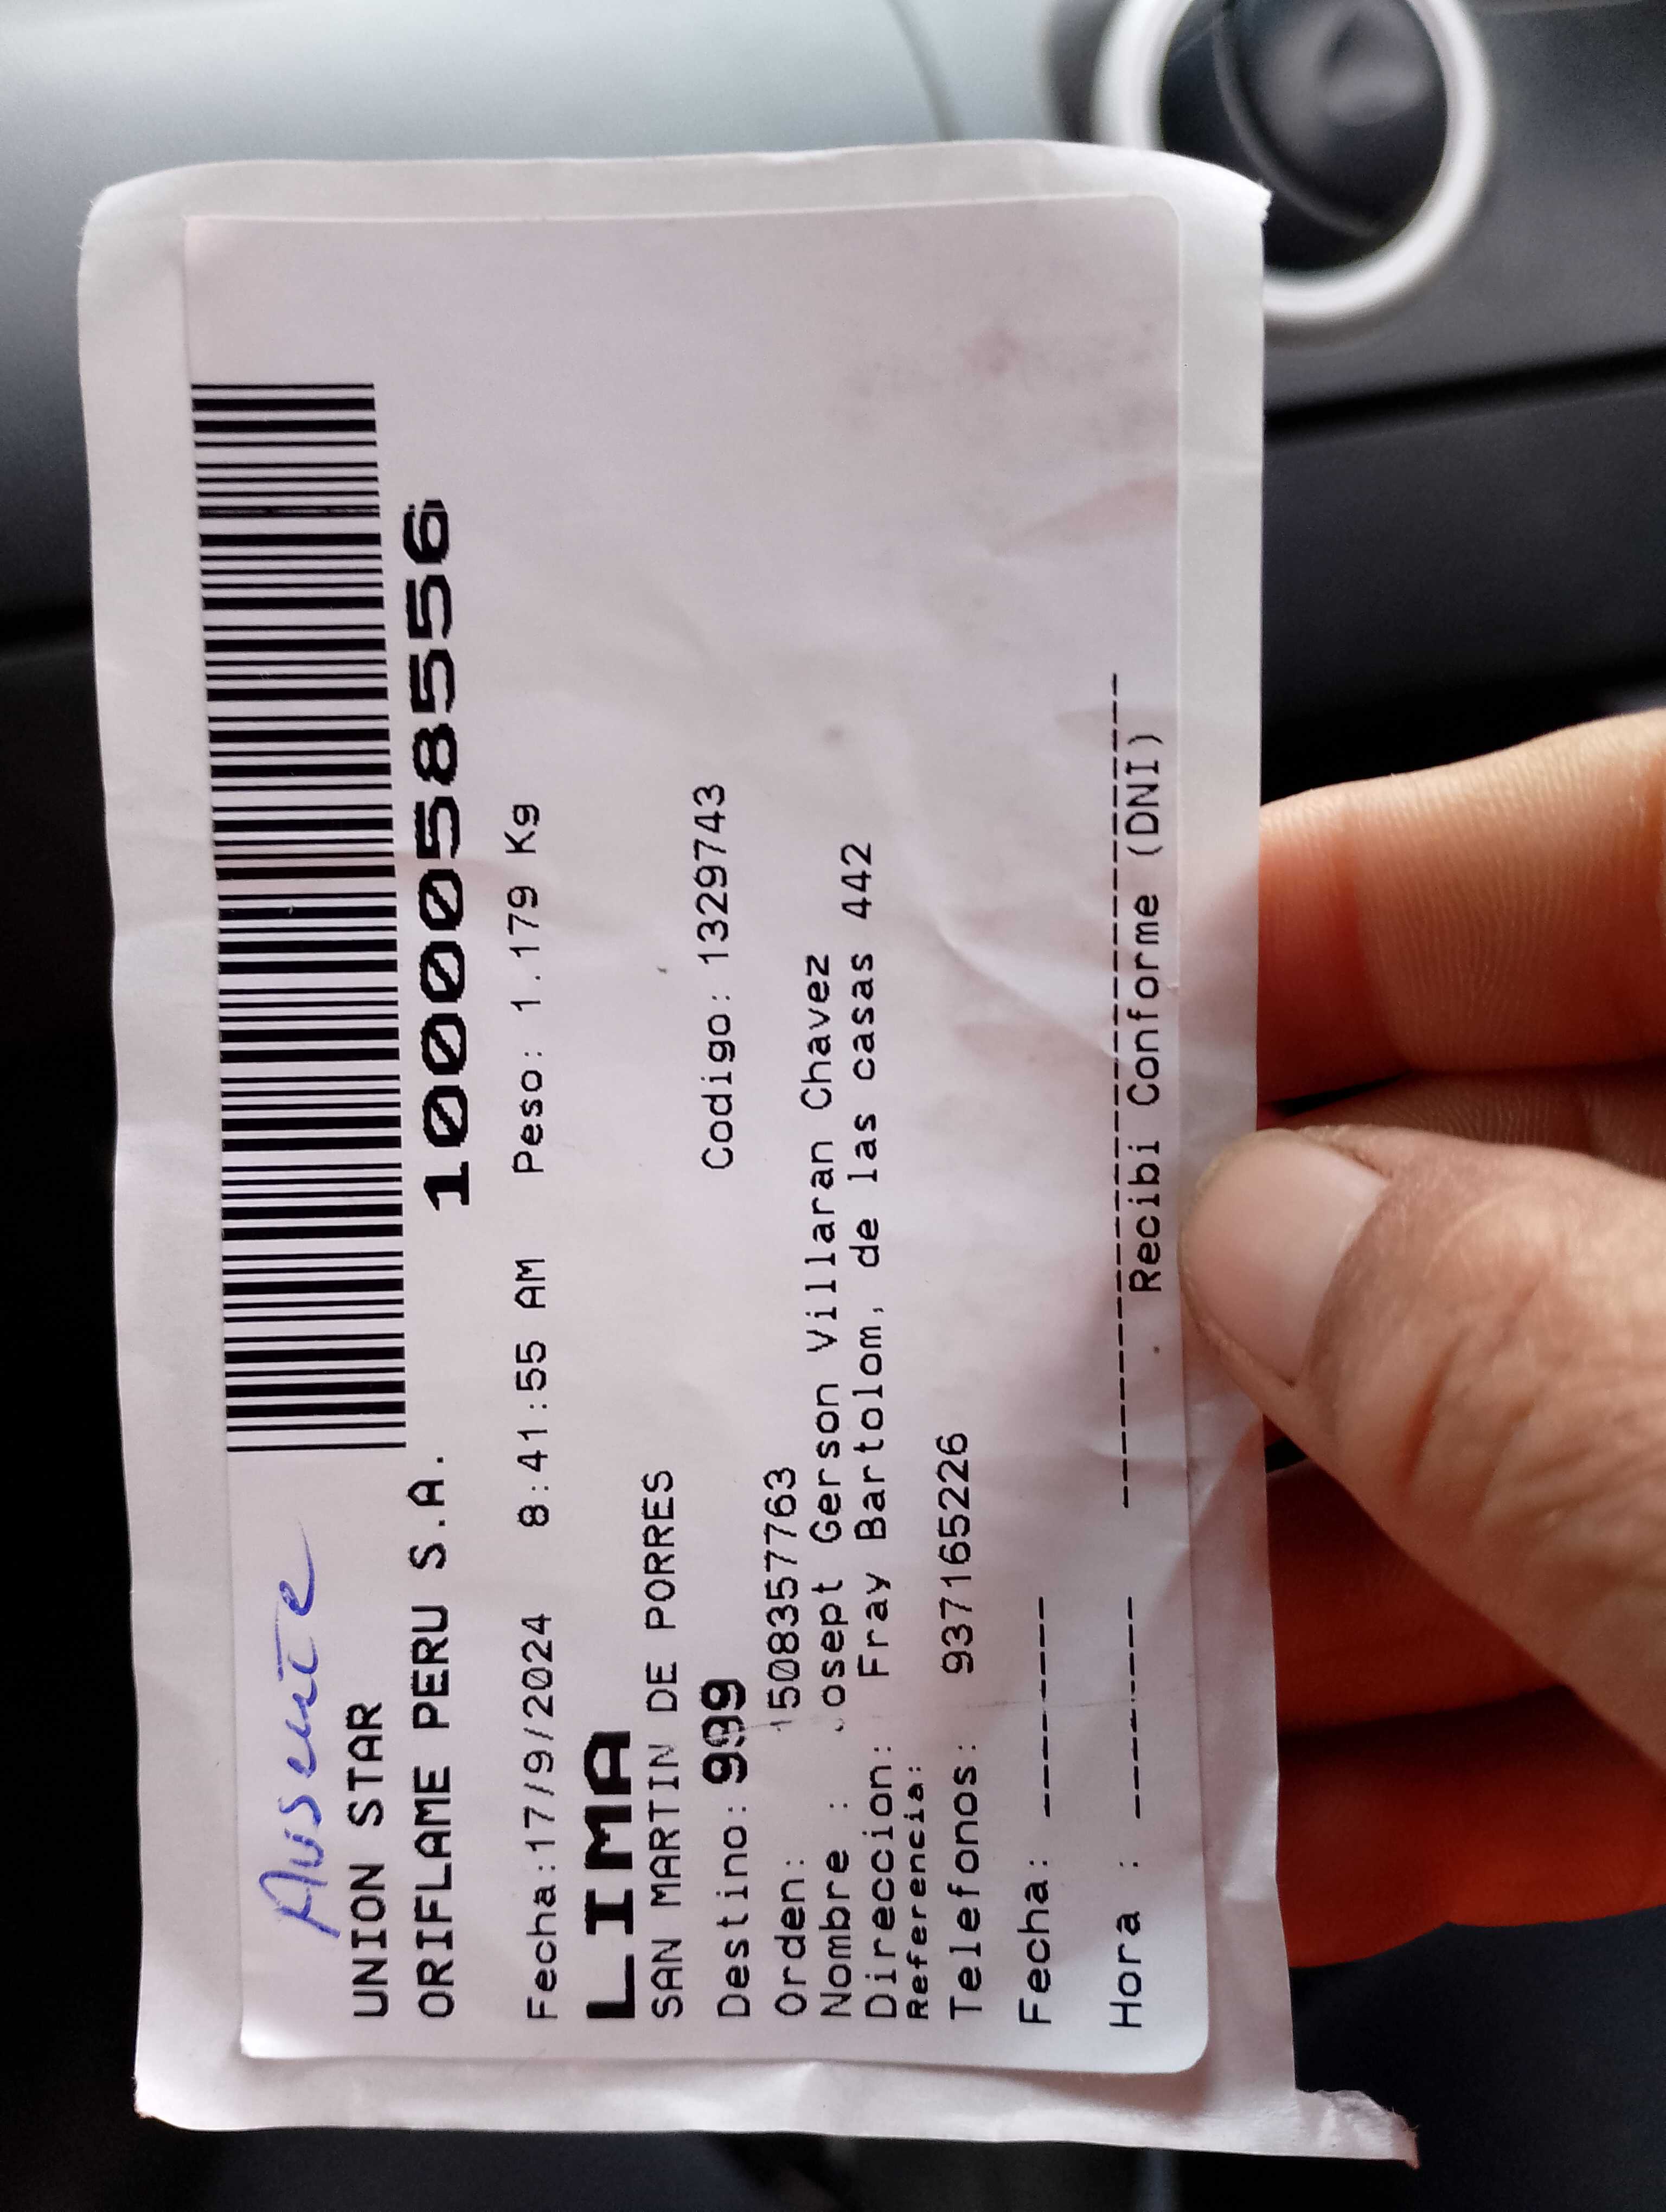 Ausente
UNION STAR
ORIFLAME PERU S.A.
10005058556
Fecha:17/9/2024 8:41:55 AM Peso: 1.179 Kg
LIMA
SAN MARTIN DE PORRES
Destino: 999 Codigo: 1329743
Orden: 1508357763
Nombre : Josept Gerson Villaran Chavez
Direccion: Fray Bartolom, de las casas 442
Referencia:
Telefonos: 937165226
Fecha: --------
Hora : --------
Recibi Conforme (DNI)